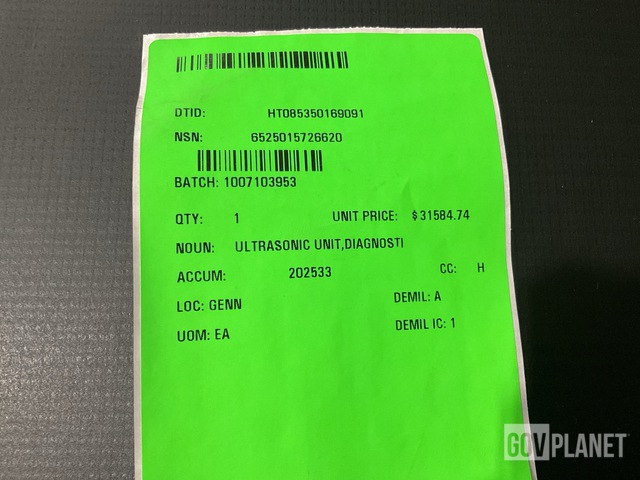 DTID: HT085350169091
NSN: 6525015726620
BATCH: 1007103953
QTY: 1 UNIT PRICE: $31584.74
NOUN: ULTRASONIC UNIT,DIAGNOSTI
ACCUM: 202533 CC: H
LOC: GENN DEMIL: A
UOM: EA DEMIL IC: 1
GOVPLANET